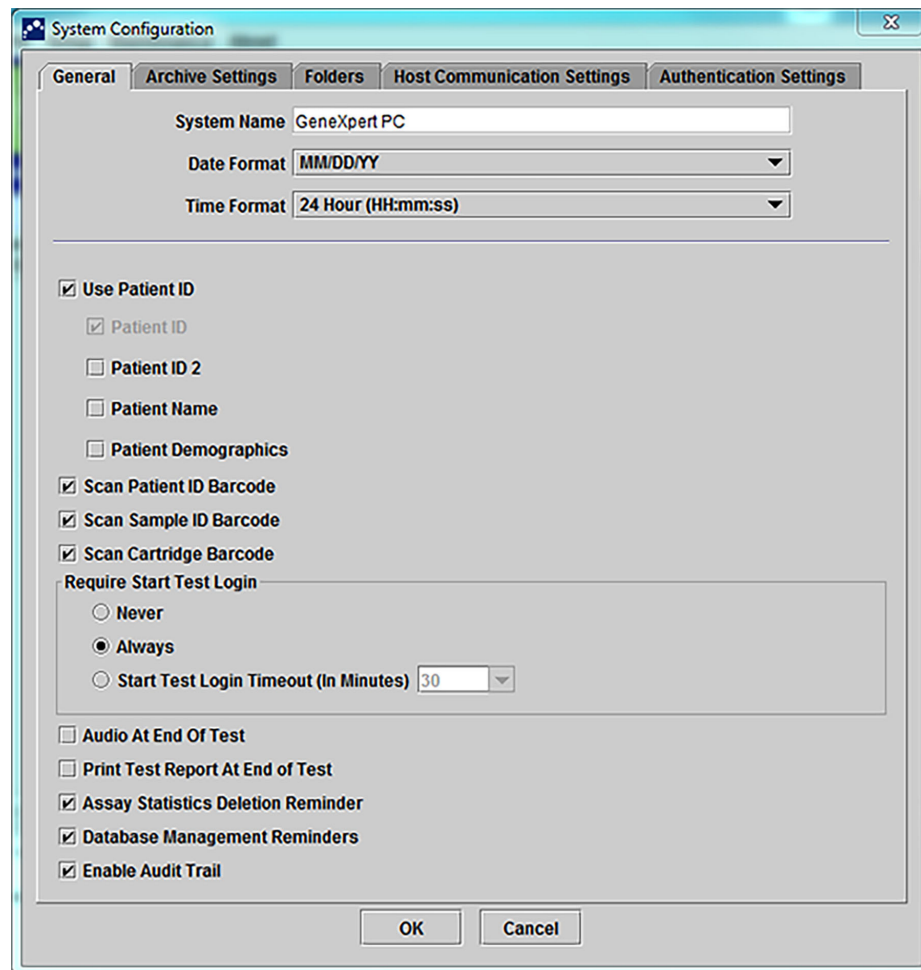 System Configuration
General Archive Settings Folders Host Communication Settings Authentication Settings
System Name GeneXpert PC
Date Format MM/DD/YY
Time Format 24 Hour (HH:mm:ss)
Use Patient ID
Patient ID
Patient ID 2
Patient Name
Patient Demographics
Scan Patient ID Barcode
Scan Sample ID Barcode
Scan Cartridge Barcode
Require Start Test Login
Never
Always
Start Test Login Timeout (In Minutes) 30
Audio At End Of Test
Print Test Report At End of Test
Assay Statistics Deletion Reminder
Database Management Reminders
Enable Audit Trail
OK Cancel